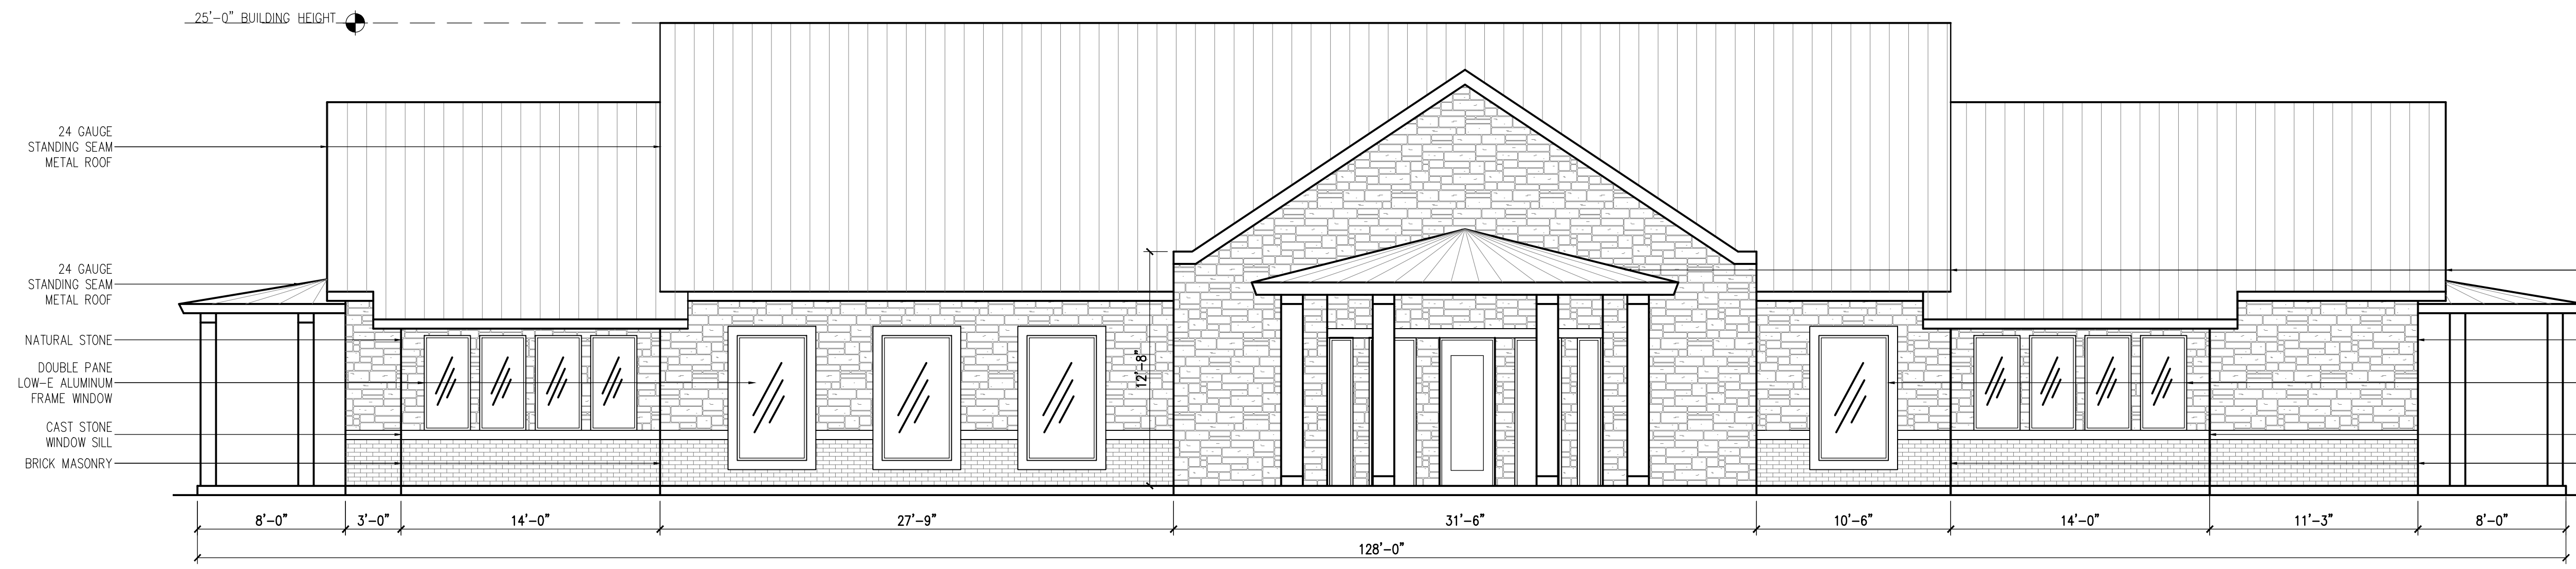 25'-0" BUILDING HEIGHT
24 GAUGE
STANDING SEAM
METAL ROOF
24 GAUGE
STANDING SEAM
METAL ROOF
NATURAL STONE
DOUBLE PANE
LOW-E ALUMINUM
FRAME WINDOW
CAST STONE
WINDOW SILL
BRICK MASONRY
12'-8"
8'-0" 3'-0" 14'-0" 27'-9" 31'-6" 10'-6" 14'-0" 11'-3" 8'-0"
128'-0"